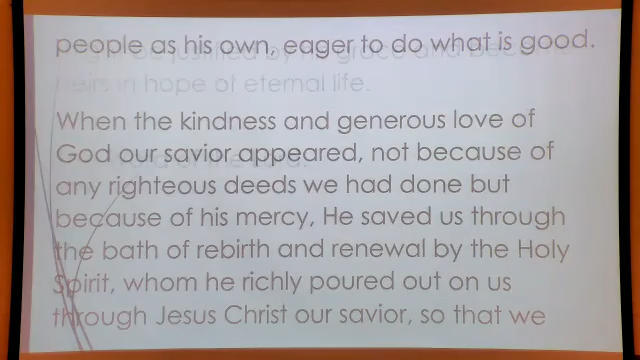 people as his own, eager to do what is good.
heirs in hope of eternal life.
When the kindness and generous love of
God our savior appeared, not because of
any righteous deeds we had done but
because of his mercy, He saved us through
the bath of rebirth and renewal by the Holy
Spirit, whom he richly poured out on us
through Jesus Christ our savior, so that we